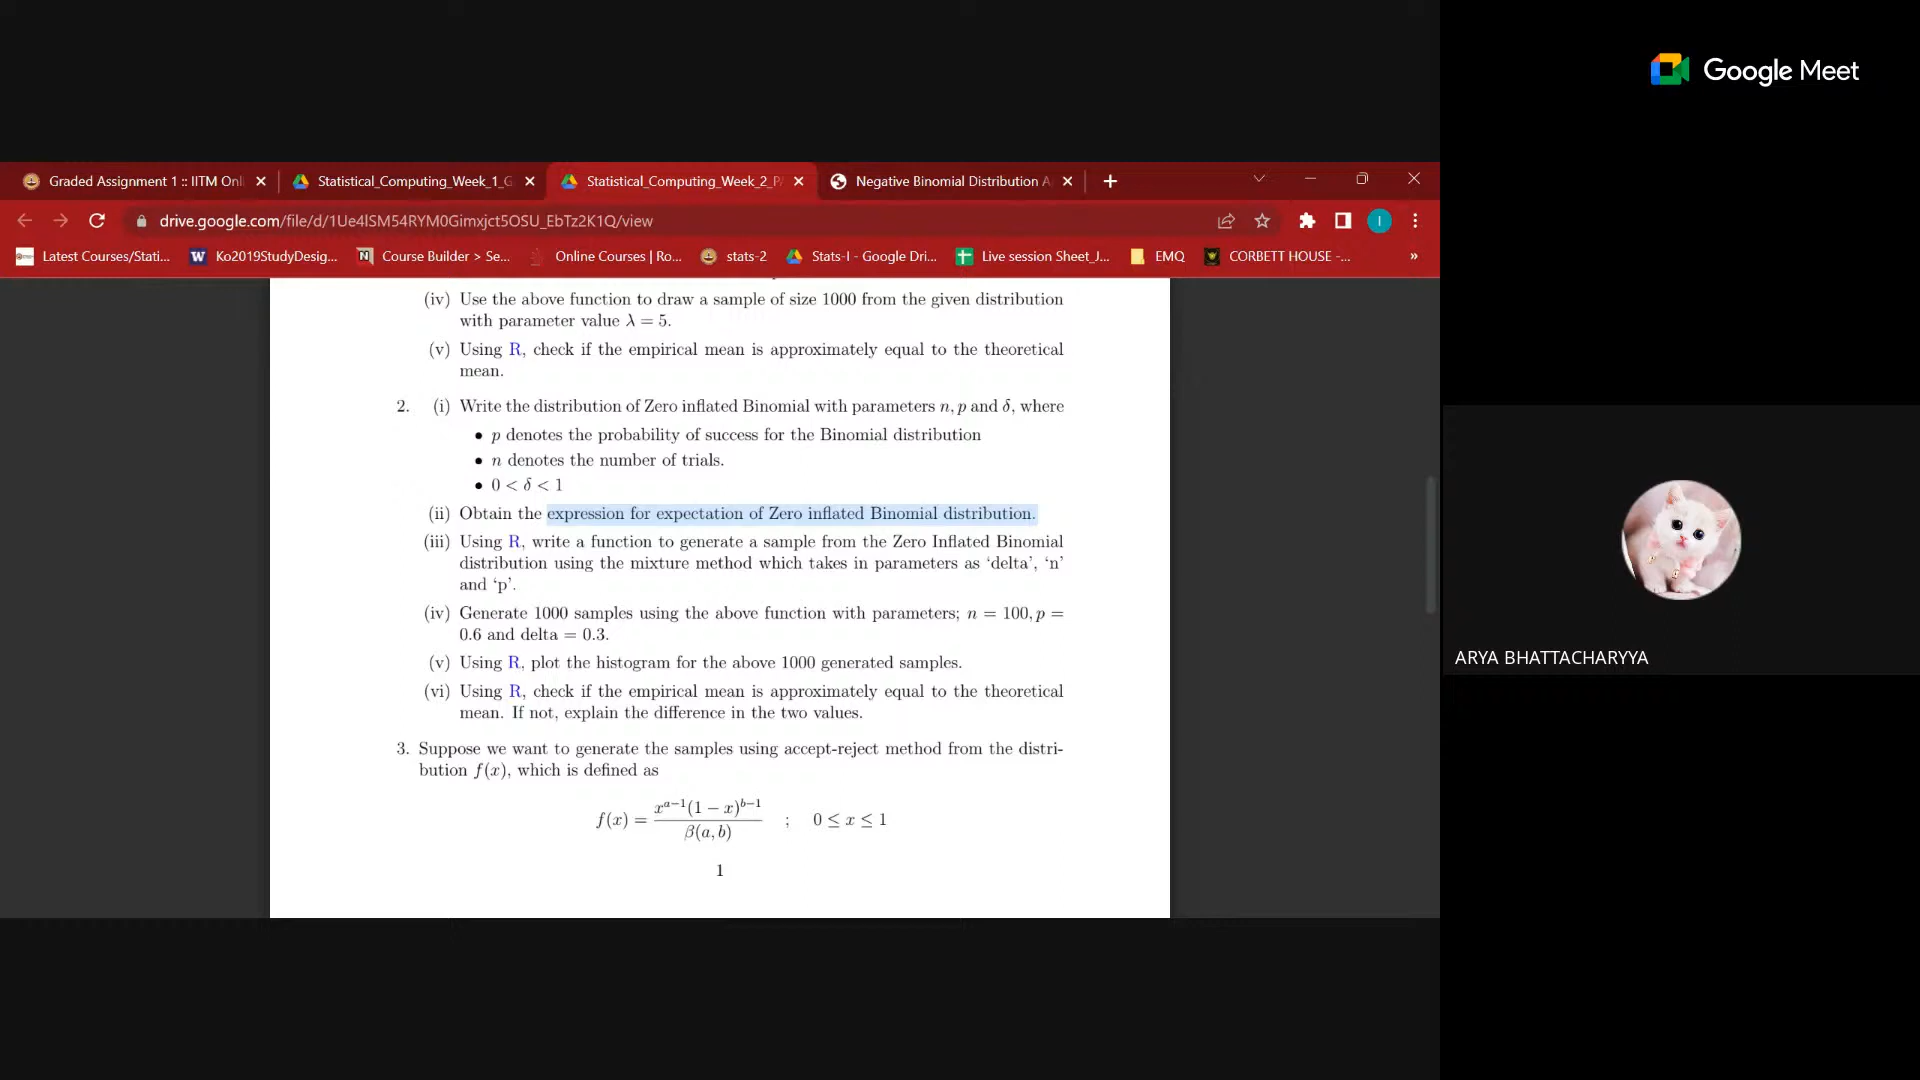 Google Meet
Graded Assignment 1 :: IITM Onl
Statistical_Computing_Week_1_G
Statistical_Computing_Week_2_P
Negative Binomial Distribution A
drive.google.com/file/d/1Ue4lSM54RYM0Gimxjct5OSU_EbTz2K1Q/view
I
Latest Courses/Stati...
W Ko2019StudyDesig...
N Course Builder > Se...
Online Courses | Ro...
stats-2
Stats-I - Google Dri...
Live session Sheet_J...
EMQ
CORBETT HOUSE -...
»
(iv) Use the above function to draw a sample of size 1000 from the given distribution
with parameter value λ = 5.
(v) Using R, check if the empirical mean is approximately equal to the theoretical
mean.
2. (i) Write the distribution of Zero inflated Binomial with parameters n, p and δ, where
• p denotes the probability of success for the Binomial distribution
• n denotes the number of trials.
• 0 < δ < 1
(ii) Obtain the expression for expectation of Zero inflated Binomial distribution.
(iii) Using R, write a function to generate a sample from the Zero Inflated Binomial
distribution using the mixture method which takes in parameters as ‘delta’, ‘n’
and ‘p’.
(iv) Generate 1000 samples using the above function with parameters; n = 100, p =
0.6 and delta = 0.3.
(v) Using R, plot the histogram for the above 1000 generated samples.
(vi) Using R, check if the empirical mean is approximately equal to the theoretical
mean. If not, explain the difference in the two values.
3. Suppose we want to generate the samples using accept-reject method from the distri-
bution f(x), which is defined as
f(x) = x^{a−1}(1 − x)^{b−1} / β(a, b) ; 0 ≤ x ≤ 1
1
ARYA BHATTACHARYYA